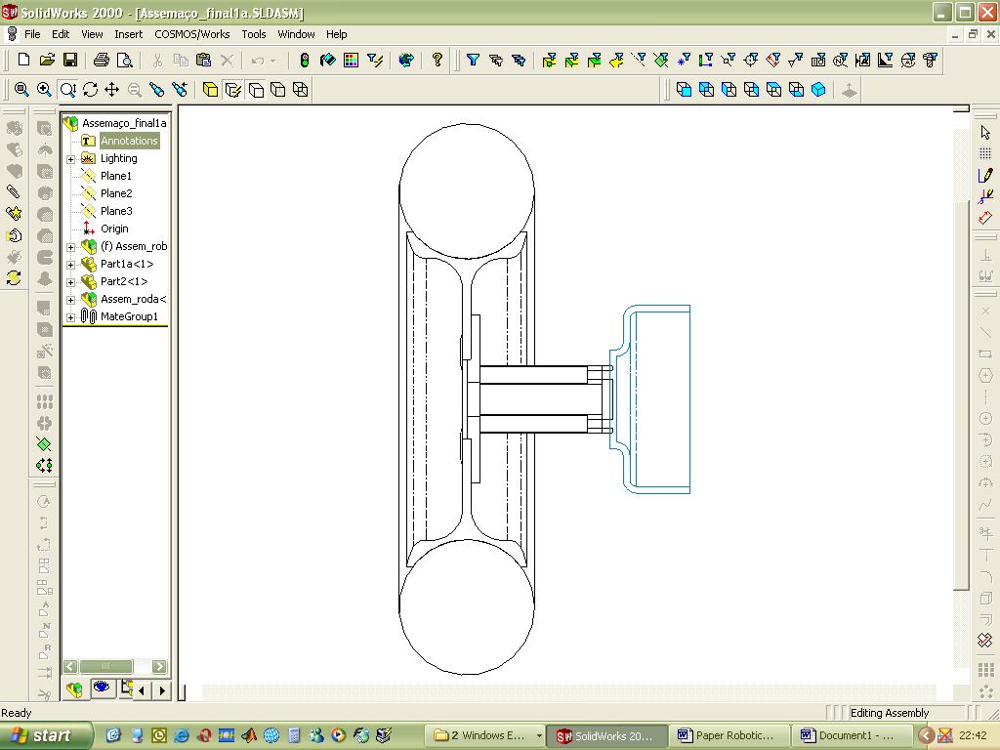 SolidWorks 2000 - [Assemaço_final1a.SLDASM]
File Edit View Insert COSMOS/Works Tools Window Help
Assemaço_final1a
Annotations
Lighting
Plane1
Plane2
Plane3
Origin
(f) Assem_rob
Part1a<1>
Part2<1>
Assem_roda<
MateGroup1
Ready
Editing Assembly
start
2 Windows E...
SolidWorks 20...
Paper Robotic...
Document1 - ...
22:42